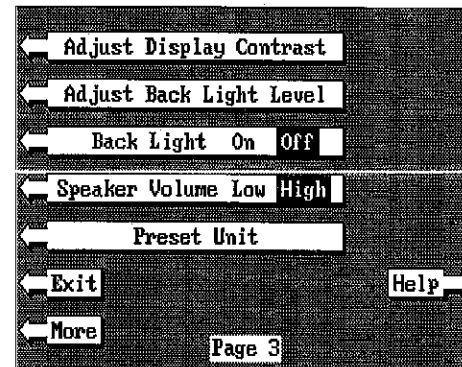 Adjust Display Contrast
Adjust Back Light Level
Back Light On Off
Speaker Volume Low High
Preset Unit
Exit
Help
More
Page 3